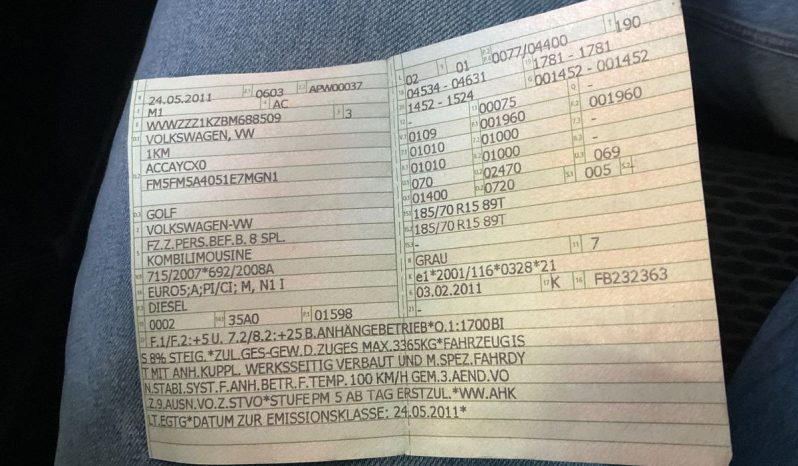 24.05.2011 0603 APW00037
M1 AC
WVWZZZ1KZBM688509 3
VOLKSWAGEN, VW
1KM
ACCAYCX0
FM5FM5A4051E7MGN1
GOLF
VOLKSWAGEN-VW
FZ.Z.PERS.BEF.B. 8 SPL.
KOMBILIMOUSINE
715/2007*692/2008A
EURO5;A;PI/CI; M, N1 I
DIESEL
0002 35A0 01598
02 01 0077/04400 190
04534 - 04631 1781 - 1781
1452 - 1524 001452 - 001452
- 00075 -
0109 001960 001960
01010 01000 -
01010 01000 -
070 02470 069
01400 0720 005
185/70 R15 89T
185/70 R15 89T
-
GRAU 7
e1*2001/116*0328*21
03.02.2011 K FB232363
-
F.1/F.2:+5 U. 7.2/8.2:+25 B.ANHÄNGEBETRIEB*O.1:1700BI
S 8% STEIG.*ZUL.GES-GEW.D.ZUGES MAX.3365KG*FAHRZEUG IS
T MIT ANH.KUPPL. WERKSSEITIG VERBAUT UND M.SPEZ.FAHRDY
N.STABI.SYST.F.ANH.BETR.F.TEMP.100 KM/H GEM.3.AEND.VO
Z.9.AUSN.VO.Z.STVO*STUFE PM 5 AB TAG ERSTZUL.*WW.AHK
LT.EGTG*DATUM ZUR EMISSIONSKLASSE: 24.05.2011*